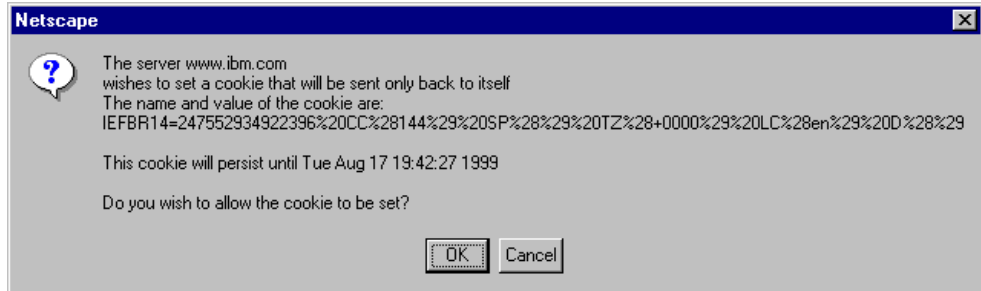 Netscape
The server www.ibm.com
wishes to set a cookie that will be sent only back to itself
The name and value of the cookie are:
IEFBR14=247552934922396%20CC%28144%29%20SP%28%29%20TZ%28+0000%29%20LC%28en%29%20D%28%29
This cookie will persist until Tue Aug 17 19:42:27 1999
Do you wish to allow the cookie to be set?
OK Cancel